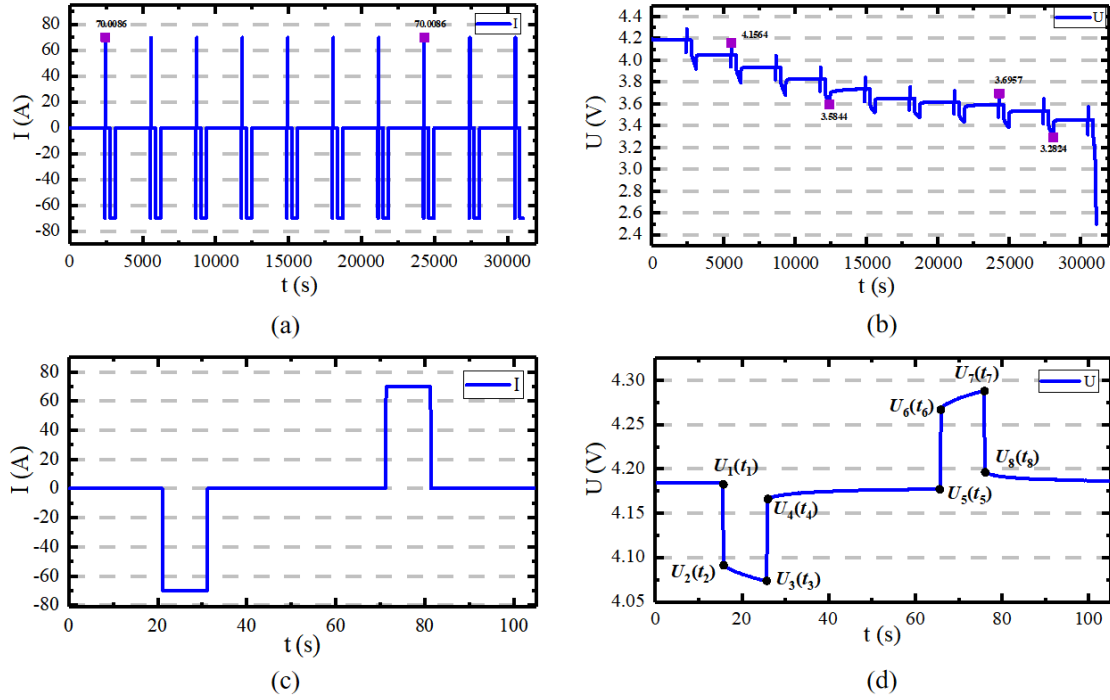 70.0086
70.0086
I
80
60
40
20
0
-20
-40
-60
-80
I (A)
0
5000
10000
15000
20000
25000
30000
t (s)
(a)
4.1564
3.5844
3.6957
3.2824
U
4.4
4.2
4.0
3.8
3.6
3.4
3.2
3.0
2.8
2.6
2.4
U (V)
0
5000
10000
15000
20000
25000
30000
t (s)
(b)
I
80
60
40
20
0
-20
-40
-60
-80
I (A)
0
20
40
60
80
100
t (s)
(c)
U
4.30
4.25
4.20
4.15
4.10
4.05
U (V)
U1(t1)
U2(t2)
U3(t3)
U4(t4)
U5(t5)
U6(t6)
U7(t7)
U8(t8)
0
20
40
60
80
100
t (s)
(d)